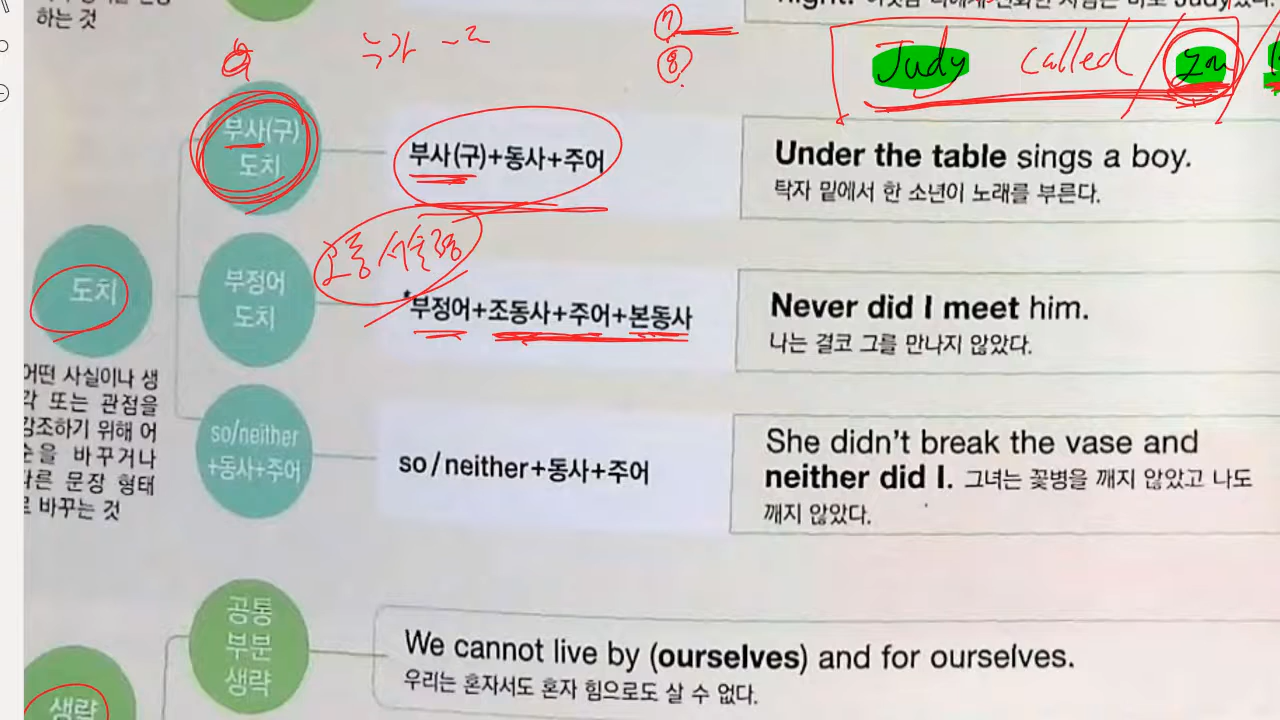 하는 것
night.
누가
⑦
⑧
Judy called / you /
부사(구)
도치
부사(구)+동사+주어
Under the table sings a boy.
탁자 밑에서 한 소년이 노래를 부른다.
도치
부정어
도치
*부정어+조동사+주어+본동사
Never did I meet him.
나는 결코 그를 만나지 않았다.
어떤 사실이나 생
각 또는 관점을
강조하기 위해 어
순을 바꾸거나
다른 문장 형태
로 바꾸는 것
so/neither
+동사+주어
so / neither+동사+주어
She didn't break the vase and
neither did I. 그녀는 꽃병을 깨지 않았고 나도
깨지 않았다.
공통
부분
생략
We cannot live by (ourselves) and for ourselves.
우리는 혼자서도 혼자 힘으로도 살 수 없다.
생략